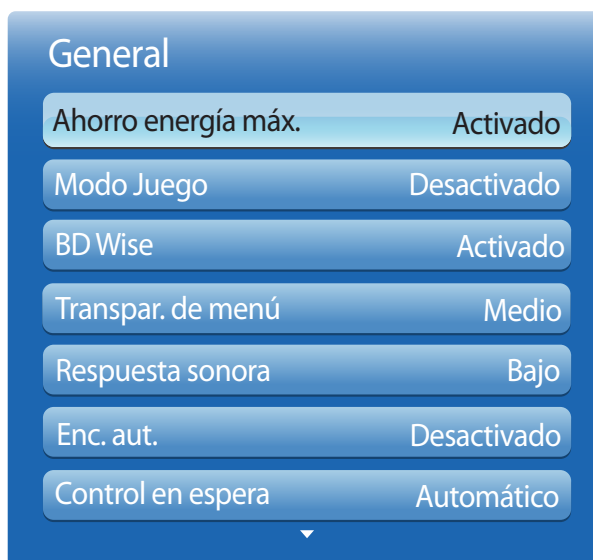 General
Ahorro energía máx. Activado
Modo Juego Desactivado
BD Wise Activado
Transpar. de menú Medio
Respuesta sonora Bajo
Enc. aut. Desactivado
Control en espera Automático